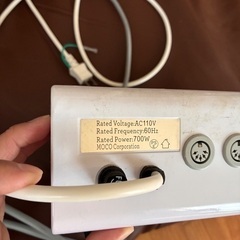 Rated Voltage:AC110V
Rated Frequency:60Hz
Rated Power:700W
MOCO Corporation